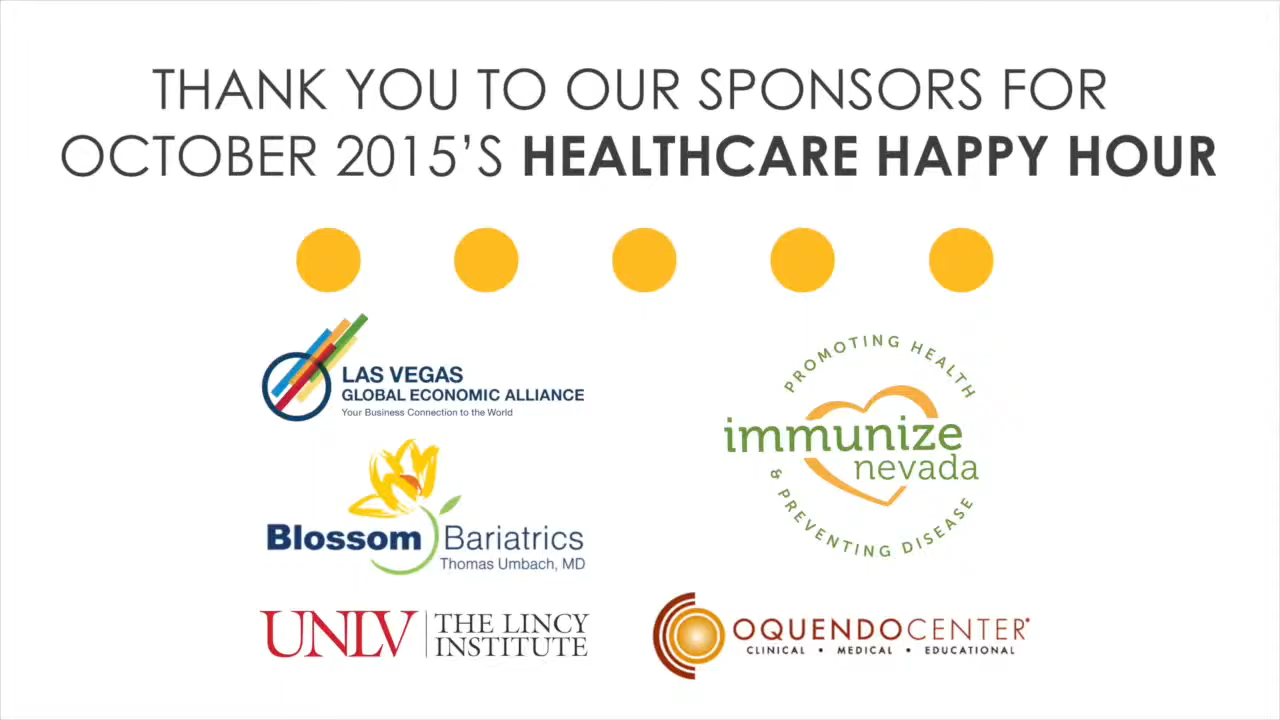 THANK YOU TO OUR SPONSORS FOR
OCTOBER 2015'S HEALTHCARE HAPPY HOUR
LAS VEGAS
GLOBAL ECONOMIC ALLIANCE
Your Business Connection to the World
PROMOTING HEALTH
immunize
nevada
& PREVENTING DISEASE
Blossom Bariatrics
Thomas Umbach, MD
UNLV THE LINCY
INSTITUTE
OQUENDO CENTER
CLINICAL • MEDICAL • EDUCATIONAL